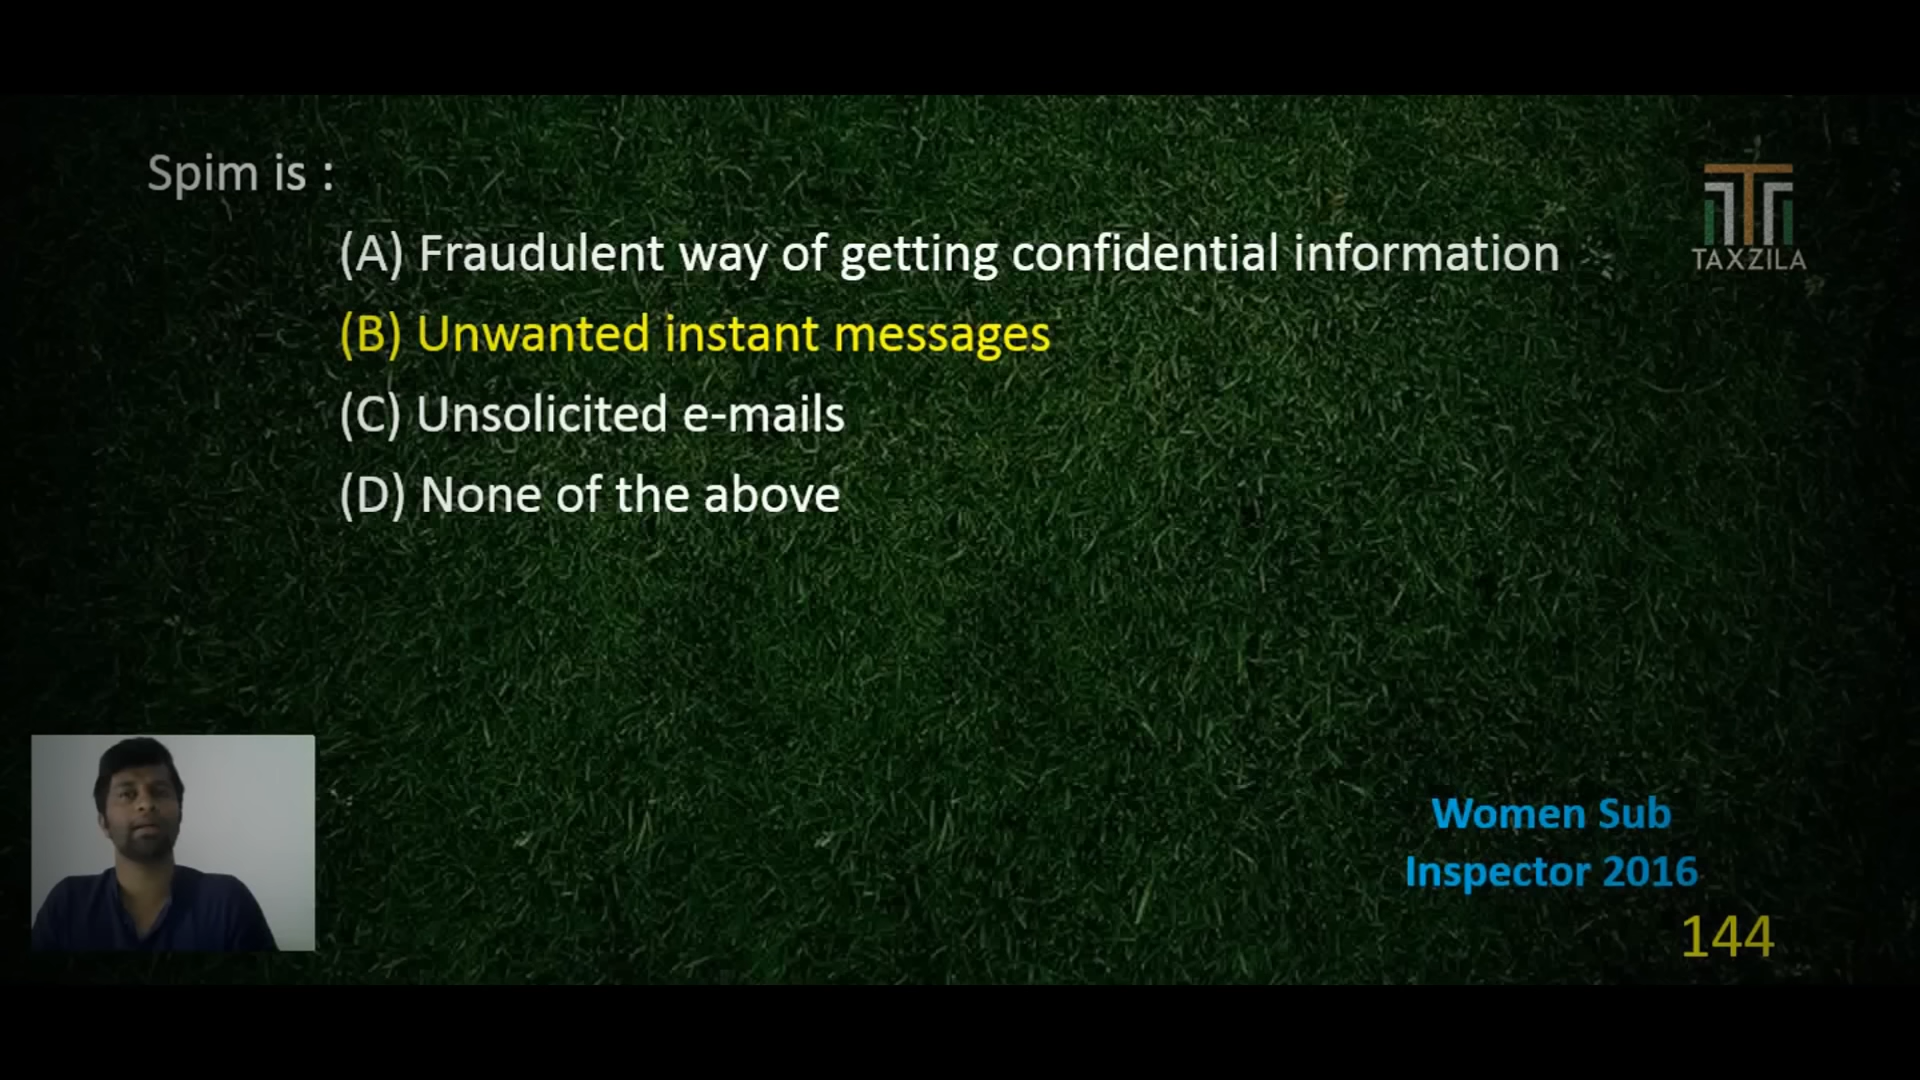 Spim is :
(A) Fraudulent way of getting confidential information
(B) Unwanted instant messages
(C) Unsolicited e-mails
(D) None of the above
TAXZILA
Women Sub
Inspector 2016
144